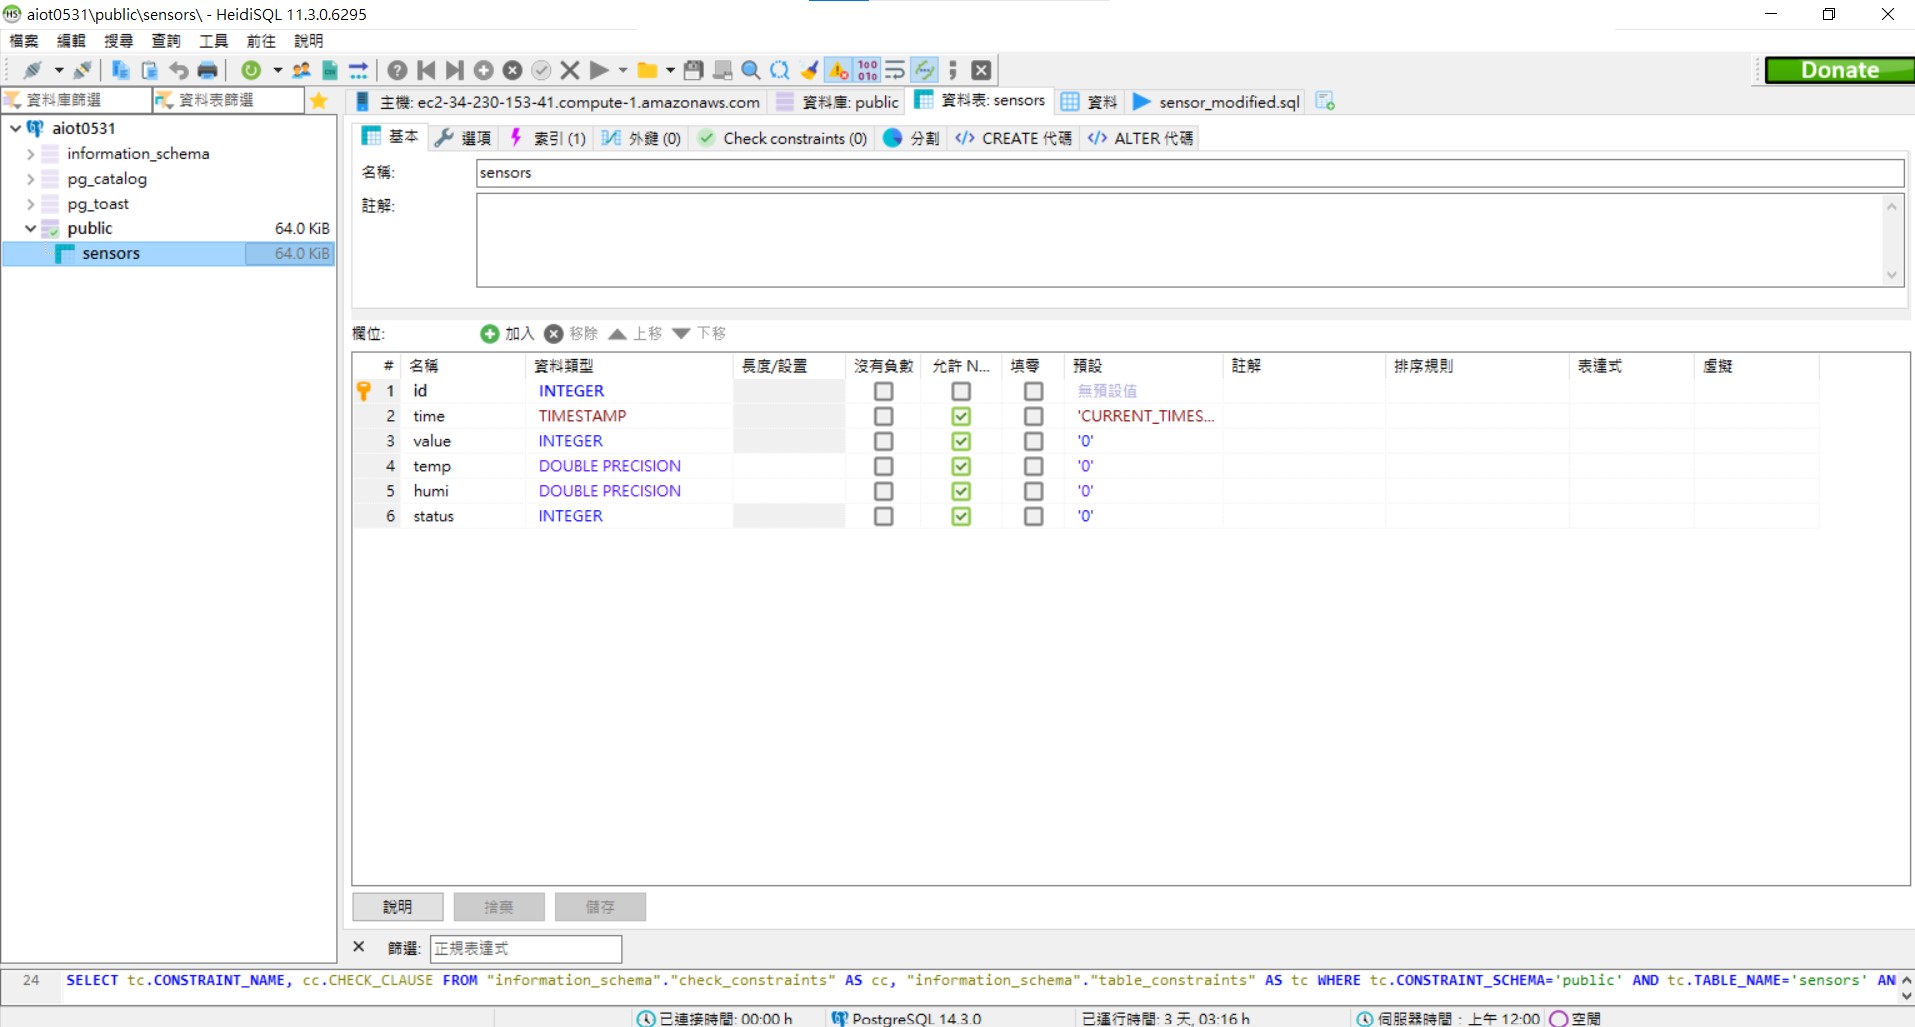 aiot0531\public\sensors\ - HeidiSQL 11.3.0.6295
檔案 編輯 搜尋 查詢 工具 前往 說明
Donate
資料庫篩選 資料表篩選 主機: ec2-34-230-153-41.compute-1.amazonaws.com 資料庫: public 資料表: sensors 資料 sensor_modified.sql
aiot0531
information_schema
pg_catalog
pg_toast
public 64.0 KiB
sensors 64.0 KiB
基本 選項 索引 (1) 外鍵 (0) Check constraints (0) 分割 CREATE 代碼 ALTER 代碼
名稱: sensors
註解:
欄位: 加入 移除 上移 下移
# 名稱 資料類型 長度/設置 沒有負數 允許 N... 填零 預設 註解 排序規則 表達式 虛擬
1 id INTEGER 無預設值
2 time TIMESTAMP 'CURRENT_TIMES...
3 value INTEGER '0'
4 temp DOUBLE PRECISION '0'
5 humi DOUBLE PRECISION '0'
6 status INTEGER '0'
說明 捨棄 儲存
篩選: 正規表達式
24 SELECT tc.CONSTRAINT_NAME, cc.CHECK_CLAUSE FROM "information_schema"."check_constraints" AS cc, "information_schema"."table_constraints" AS tc WHERE tc.CONSTRAINT_SCHEMA='public' AND tc.TABLE_NAME='sensors' AN
已連接時間: 00:00 h PostgreSQL 14.3.0 已運行時間: 3 天, 03:16 h 伺服器時間: 上午 12:00 空閒